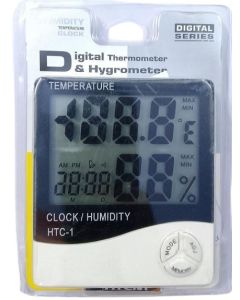 HUMIDITY
TEMPERATURE
CLOCK
DIGITAL
SERIES
Digital Thermometer
& Hygrometer
TEMPERATURE
MAX
MIN
188.8°
AM PM
MAX
MIN
88:88 88%
CLOCK / HUMIDITY
HTC-1
MODE
ADJ
MEMORY